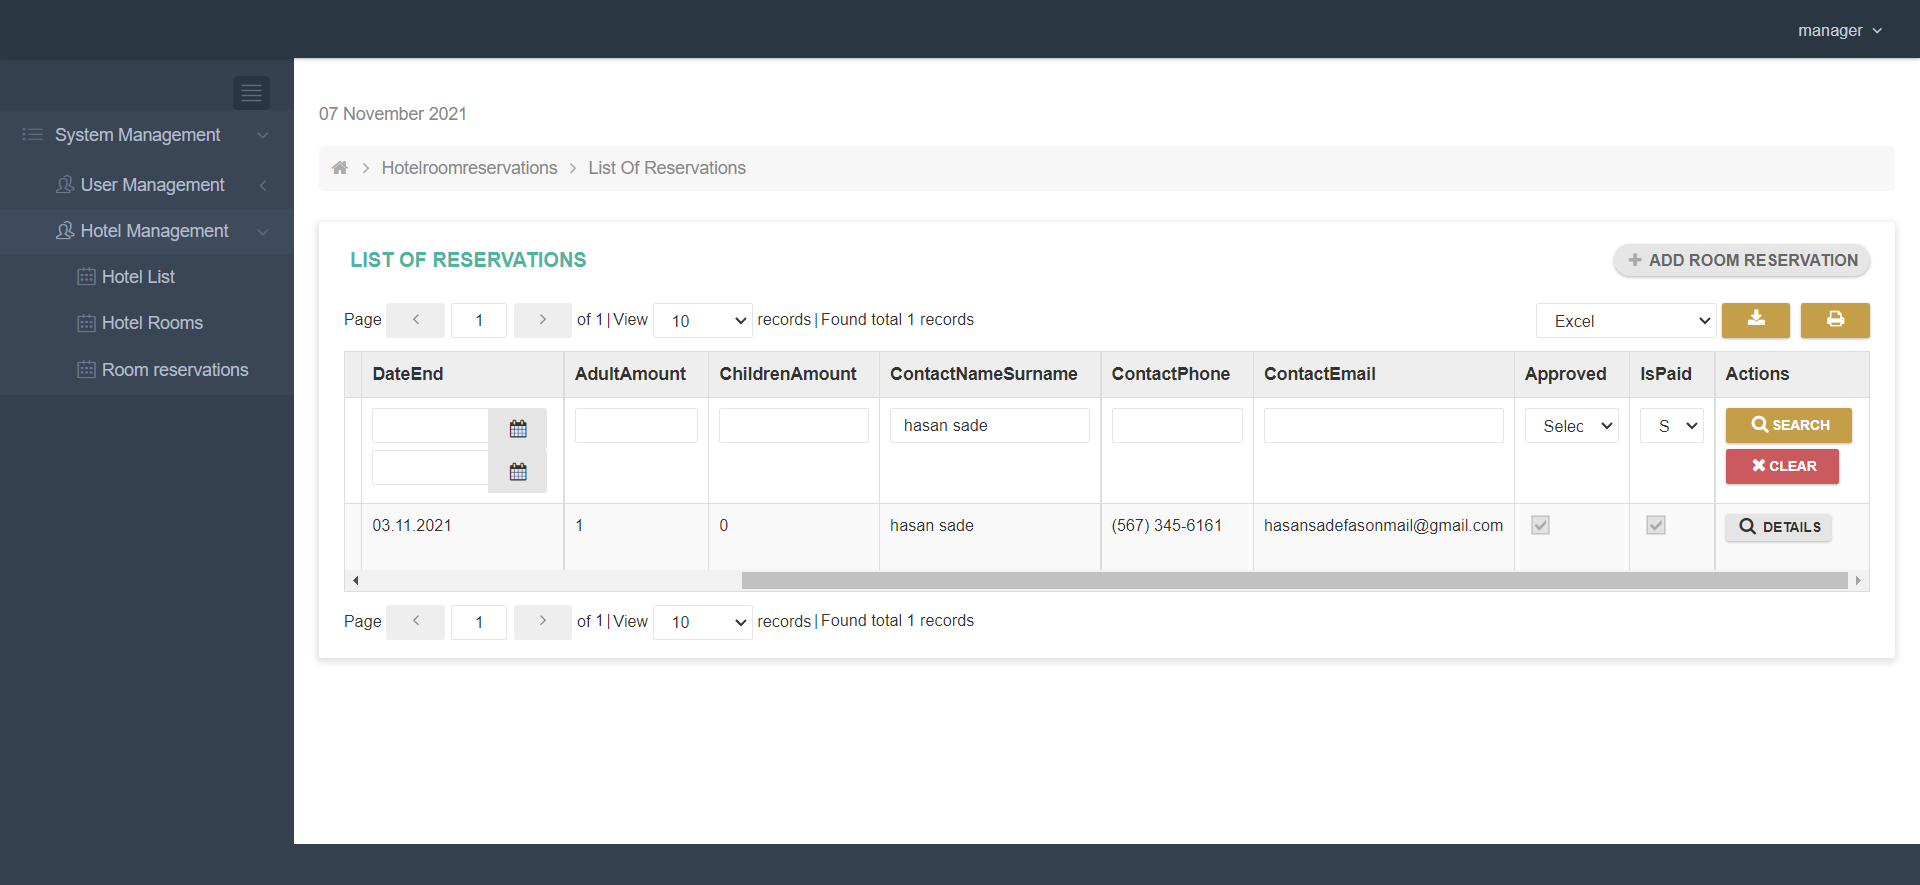 manager
07 November 2021
System Management
Hotelroomreservations
List Of Reservations
User Management
Hotel Management
Hotel List
Hotel Rooms
Room reservations
LIST OF RESERVATIONS
ADD ROOM RESERVATION
Page 1 of 1 | View 10 records | Found total 1 records
Excel
DateEnd AdultAmount ChildrenAmount ContactNameSurname ContactPhone ContactEmail Approved IsPaid Actions
hasan sade Selec S SEARCH
CLEAR
03.11.2021 1 0 hasan sade (567) 345-6161 hasansadefasonmail@gmail.com DETAILS
Page 1 of 1 | View 10 records | Found total 1 records